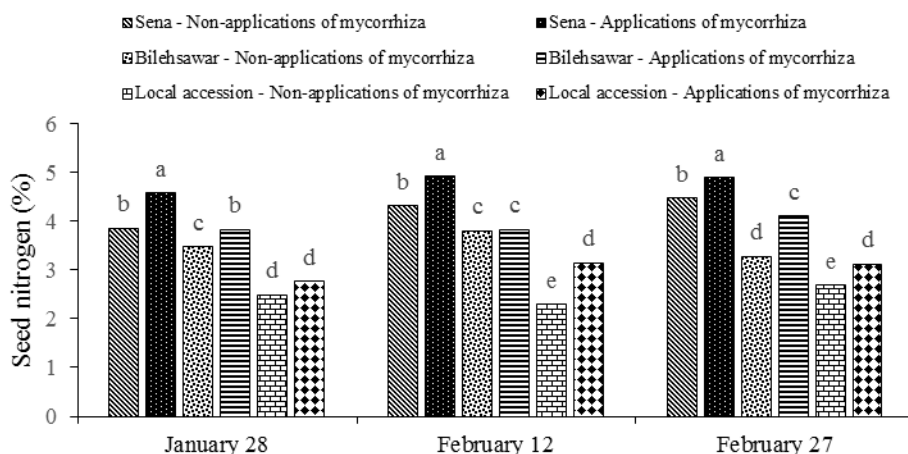 Sena - Non-applications of mycorrhiza
Sena - Applications of mycorrhiza
Bilehsawar - Non-applications of mycorrhiza
Bilehsawar - Applications of mycorrhiza
Local accession - Non-applications of mycorrhiza
Local accession - Applications of mycorrhiza
Seed nitrogen (%)
6
5
4
3
2
1
0
b a c b d d
b a c c e d
b a d c e d
January 28 February 12 February 27